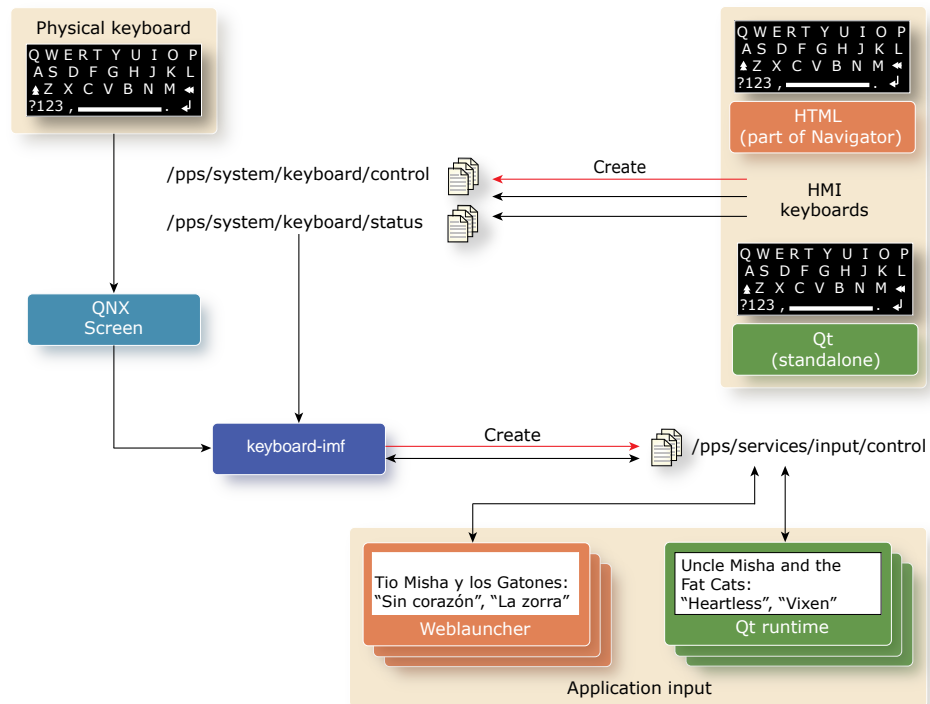 Physical keyboard
Q W E R T Y U I O P
A S D F G H J K L
Z X C V B N M
?123 , .
Q W E R T Y U I O P
A S D F G H J K L
Z X C V B N M
?123 , .
HTML
(part of Navigator)
/pps/system/keyboard/control
Create
HMI
keyboards
/pps/system/keyboard/status
Q W E R T Y U I O P
A S D F G H J K L
Z X C V B N M
?123 , .
Qt
(standalone)
QNX
Screen
keyboard-imf
Create
/pps/services/input/control
Tio Misha y los Gatones:
“Sin corazón”, “La zorra”
Weblauncher
Uncle Misha and the
Fat Cats:
“Heartless”, “Vixen”
Qt runtime
Application input